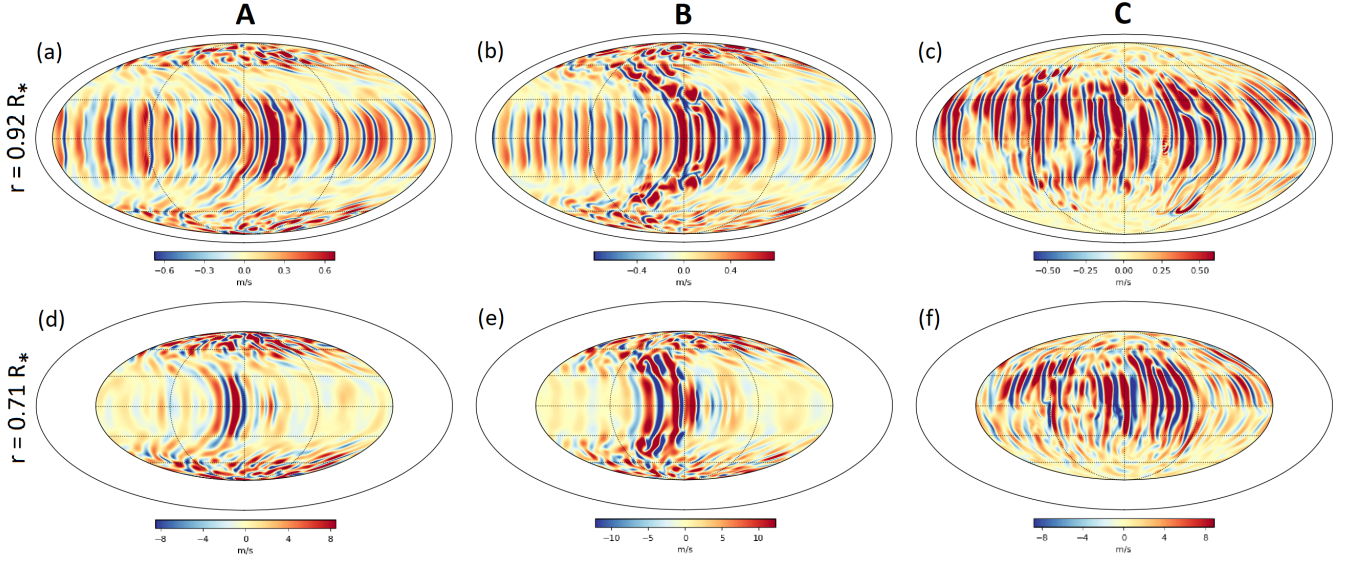 A B C
(a) (b) (c)
r = 0.92 R*
−0.6 −0.3 0.0 0.3 0.6
m/s
−0.4 0.0 0.4
m/s
−0.50 −0.25 0.00 0.25 0.50
m/s
(d) (e) (f)
r = 0.71 R*
−8 −4 0 4 8
m/s
−10 −5 0 5 10
m/s
−8 −4 0 4 8
m/s